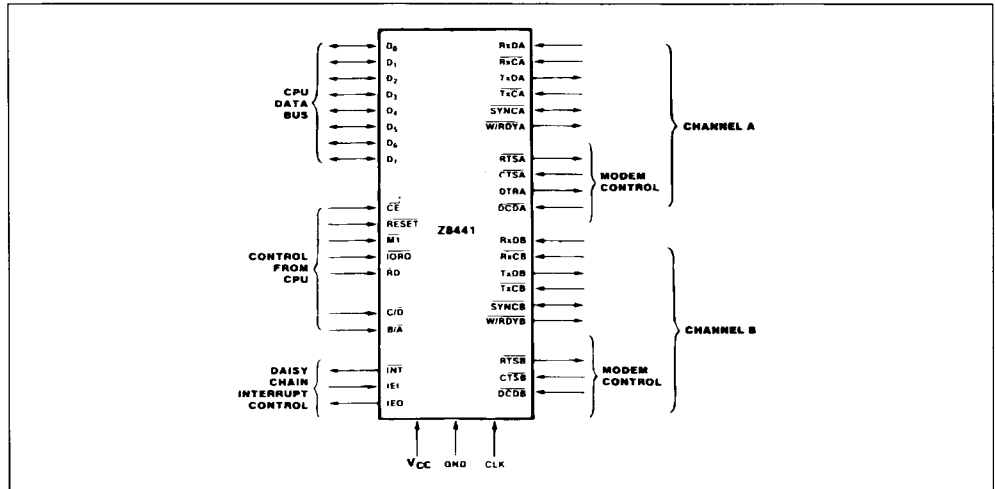 CPU
DATA
BUS
D0
D1
D2
D3
D4
D5
D6
D7
CONTROL
FROM
CPU
CE
RESET
M1
IORQ
RD
C/D
B/A
DAISY
CHAIN
INTERRUPT
CONTROL
INT
IEI
IEO
Z8441
RxDA
RxCA
TxDA
TxCA
SYNCA
W/RDYA
RTSA
CTSA
DTRA
DCDA
MODEM
CONTROL
CHANNEL A
RxDB
RxCB
TxDB
TxCB
SYNCB
W/RDYB
RTSB
CTSB
DCDB
MODEM
CONTROL
CHANNEL B
VCC GND CLK